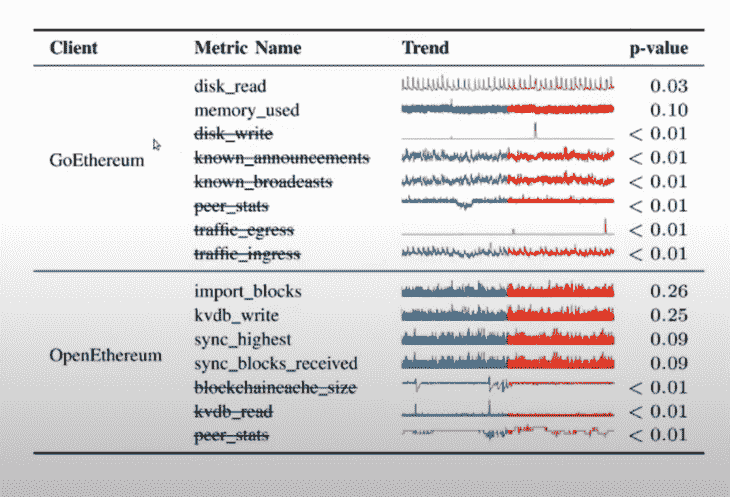 Client Metric Name Trend p-value
disk_read 0.03
memory_used 0.10
disk_write < 0.01
GoEthereum known_announcements < 0.01
known_broadcasts < 0.01
peer_stats < 0.01
traffic_egress < 0.01
traffic_ingress < 0.01
import_blocks 0.26
kvdb_write 0.25
sync_highest 0.09
OpenEthereum sync_blocks_received 0.09
blockchaincache_size < 0.01
kvdb_read < 0.01
peer_stats < 0.01